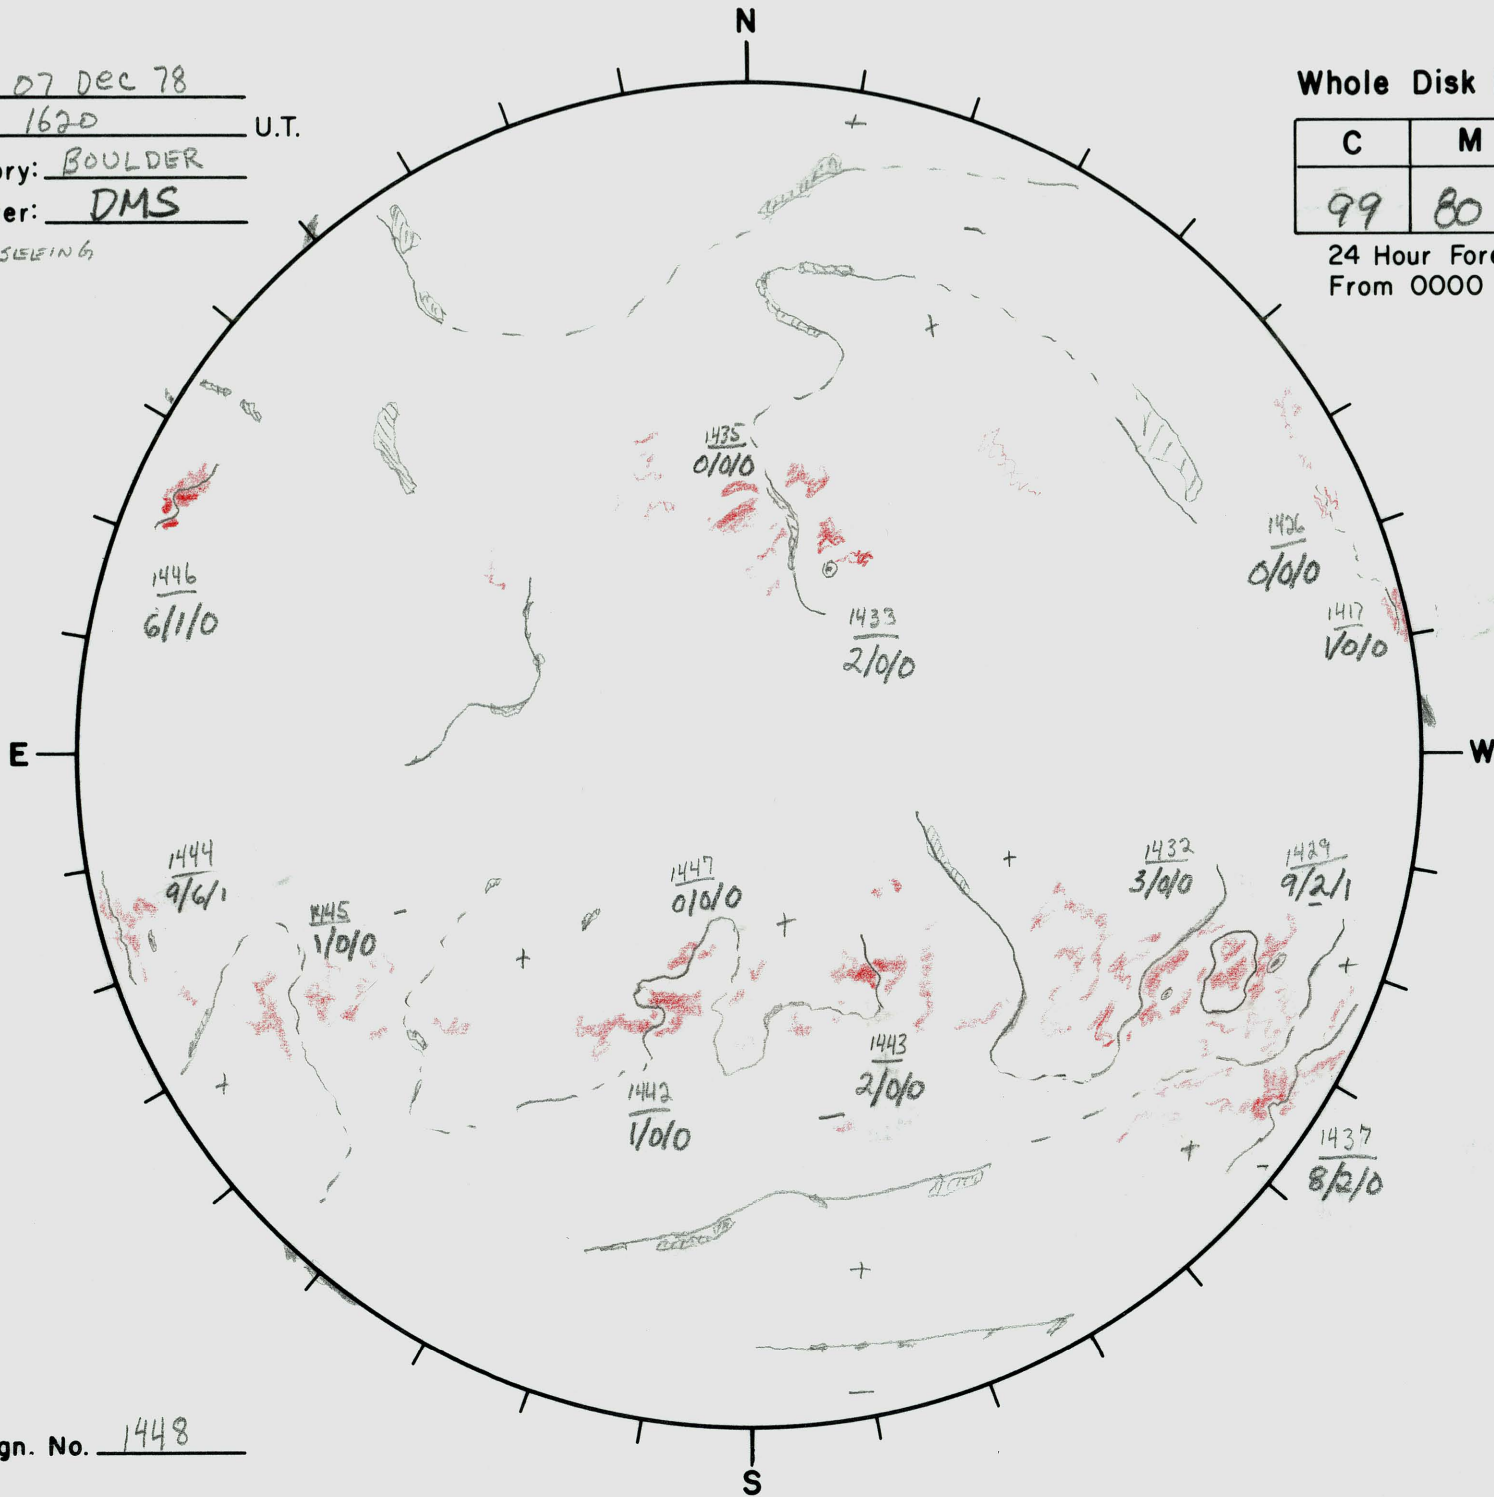 N
07 Dec 78
1620 U.T.
ory: BOULDER
er: DMS
SEEING
Whole Disk
C M
99 80
24 Hour Fore
From 0000
+
−
+
1435
0/0/0
1426
0/0/0
1446
6/1/0
1433
2/0/0
1417
1/0/0
E
W
1444
9/6/1
1445
1/0/0
−
1447
0/0/0
+
1432
3/0/0
1429
9/2/1
+
+
+
1443
2/0/0
1442
1/0/0
+
−
1437
8/2/0
+
−
+
−
gn. No. 1448
S